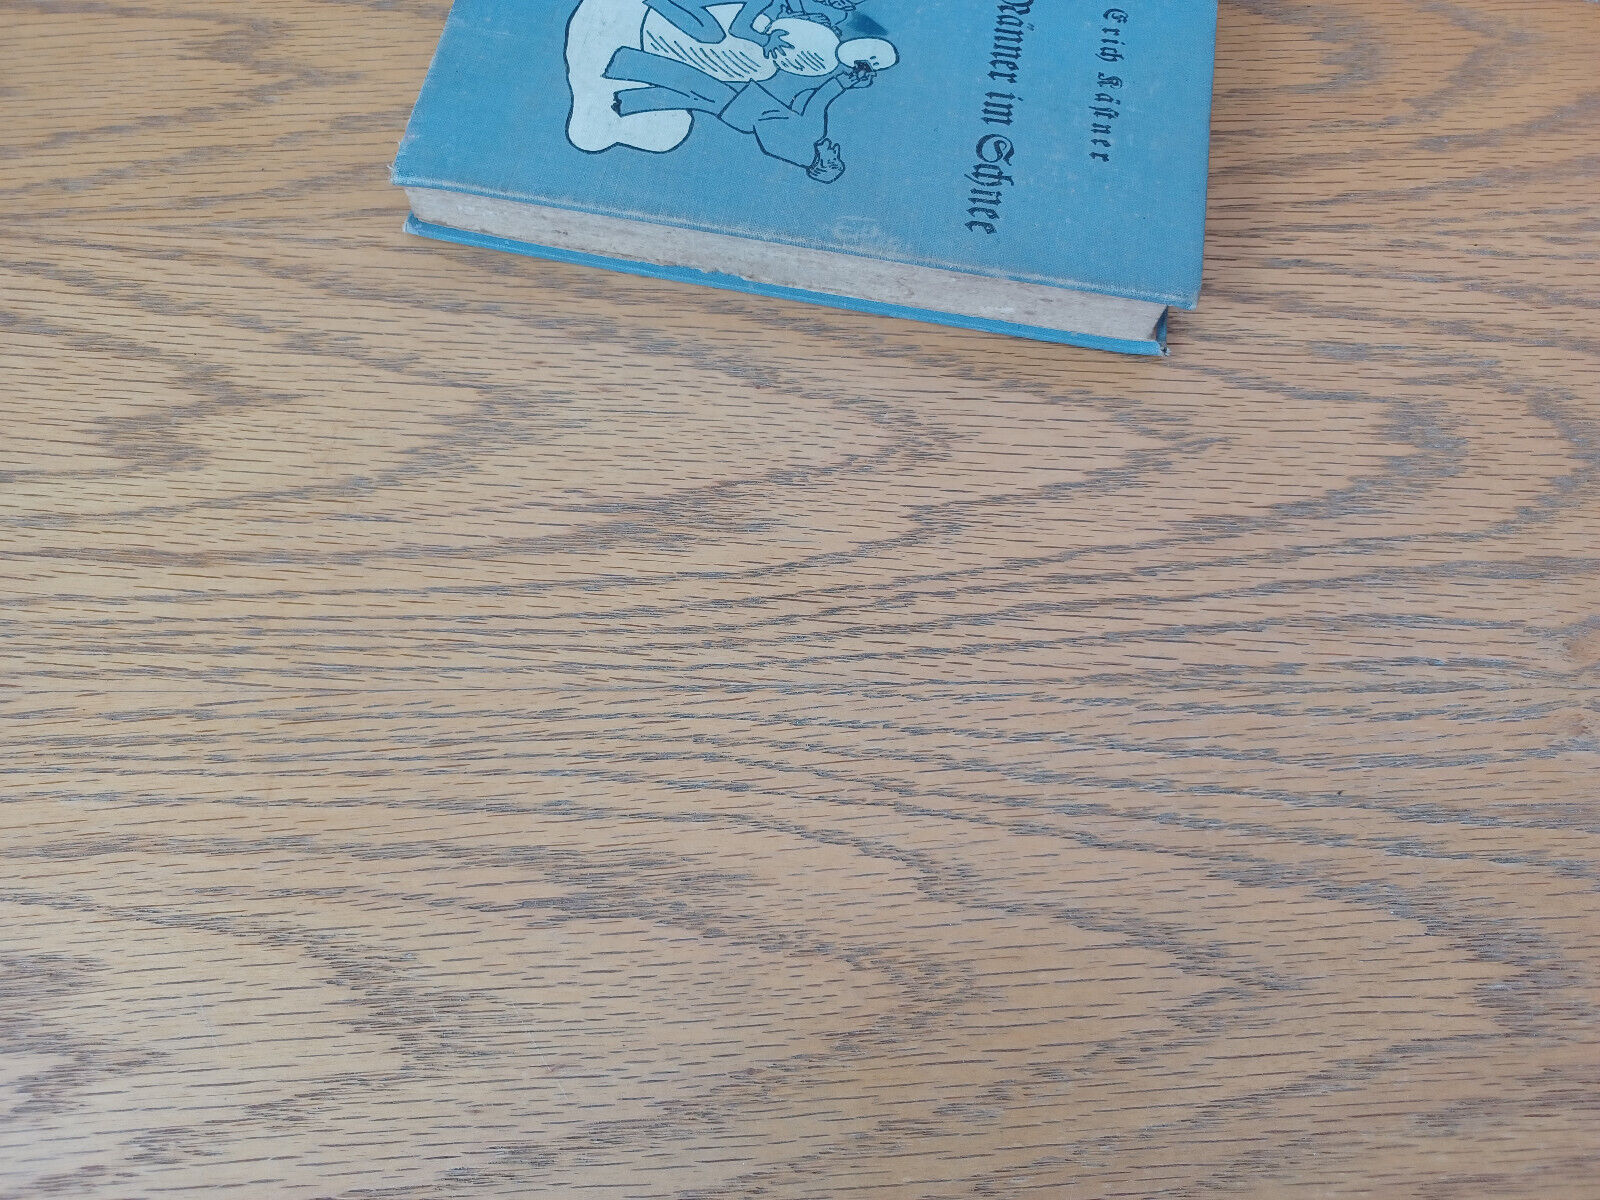 Erich Kästner
Männer im Schnee